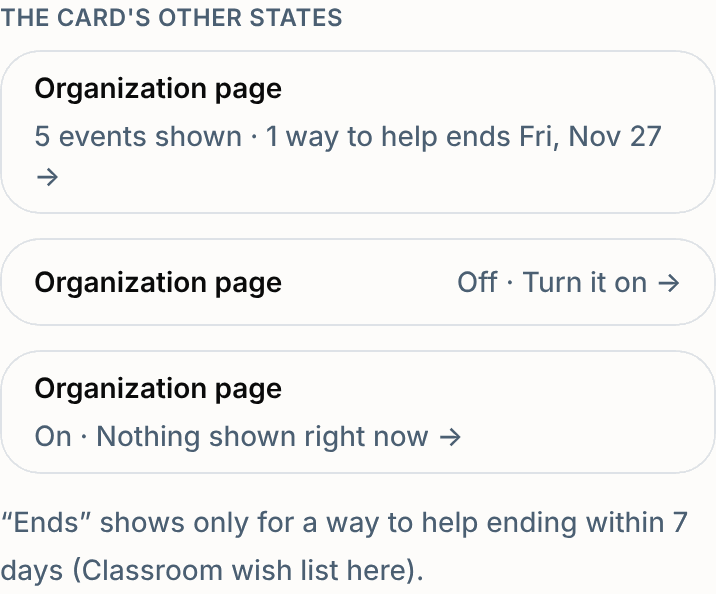 THE CARD'S OTHER STATES
Organization page
5 events shown · 1 way to help ends Fri, Nov 27
→
Organization page Off · Turn it on →
Organization page
On · Nothing shown right now →
“Ends” shows only for a way to help ending within 7
days (Classroom wish list here).